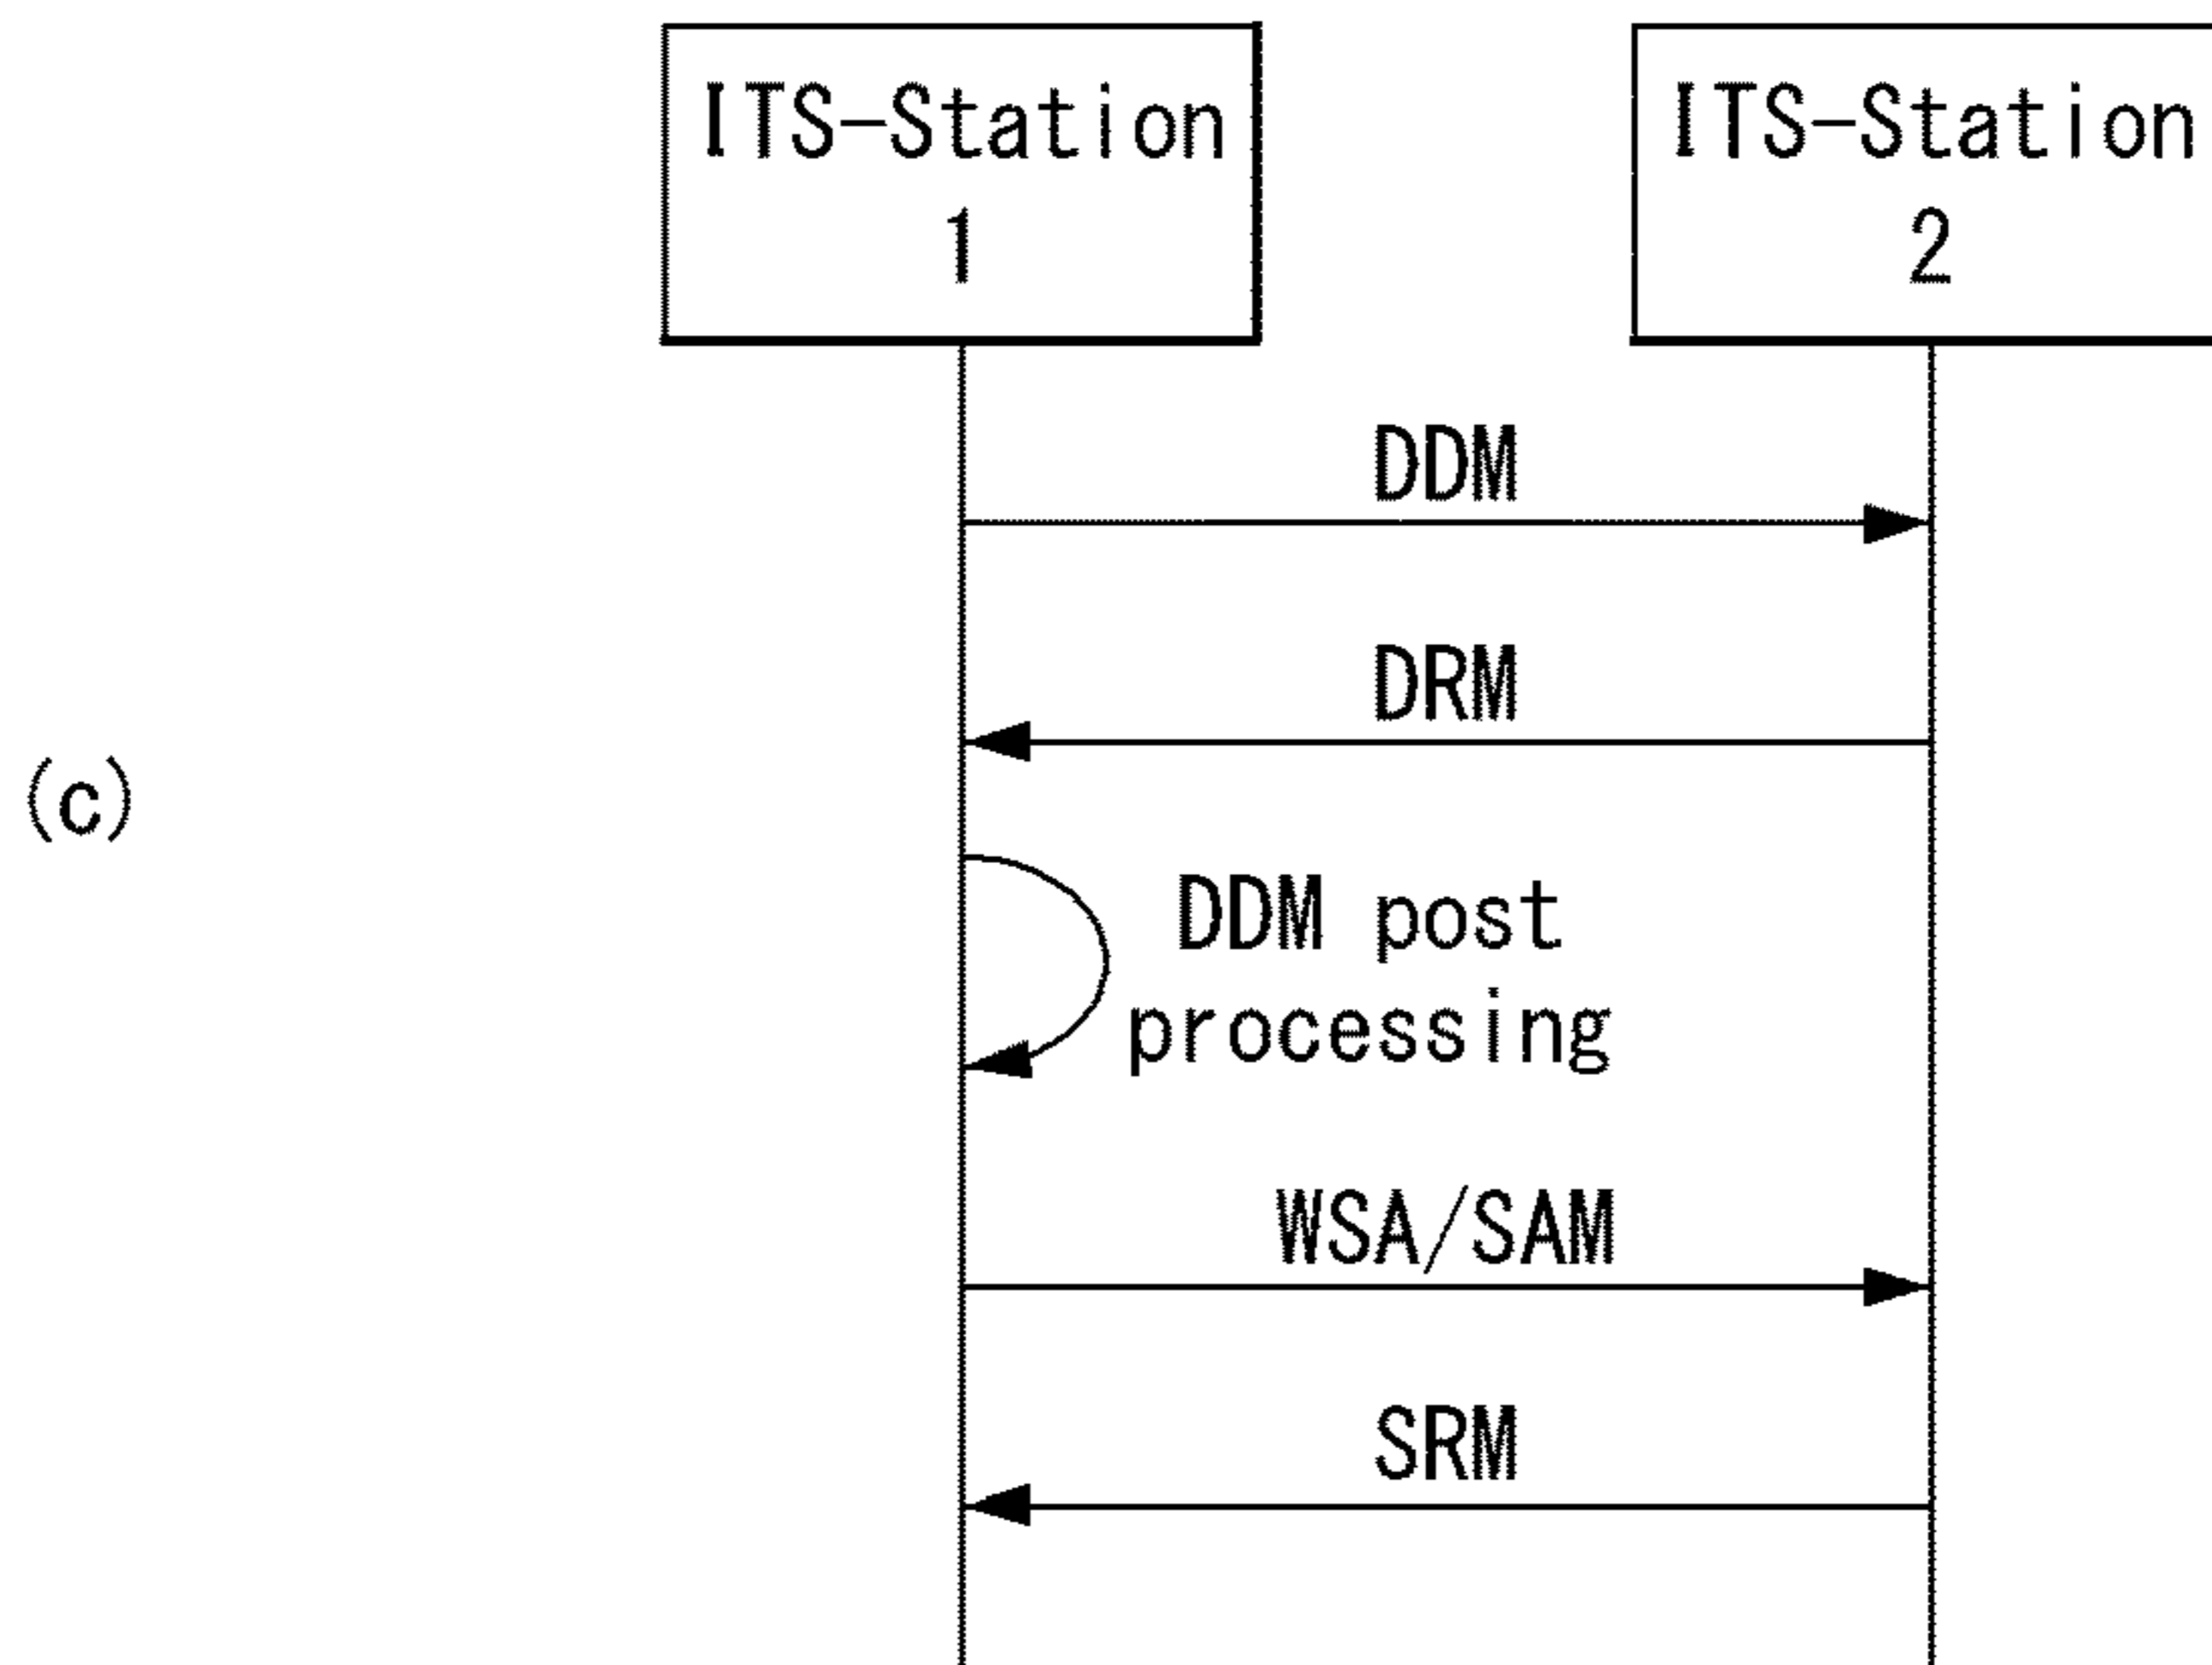 ITS-Station
1
ITS-Station
2
DDM
DRM
(c)
DDM post
processing
WSA/SAM
SRM